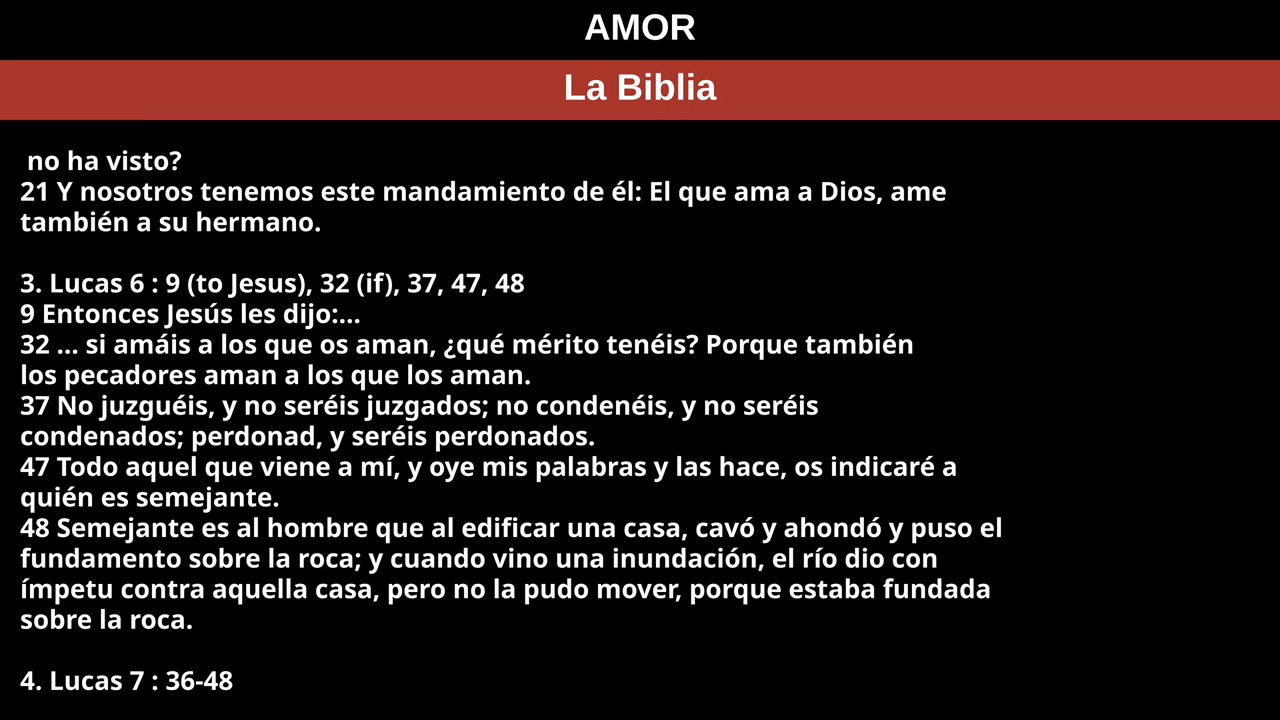 AMOR
La Biblia
no ha visto?
21 Y nosotros tenemos este mandamiento de él: El que ama a Dios, ame
también a su hermano.
3. Lucas 6 : 9 (to Jesus), 32 (if), 37, 47, 48
9 Entonces Jesús les dijo:...
32 ... si amáis a los que os aman, ¿qué mérito tenéis? Porque también
los pecadores aman a los que los aman.
37 No juzguéis, y no seréis juzgados; no condenéis, y no seréis
condenados; perdonad, y seréis perdonados.
47 Todo aquel que viene a mí, y oye mis palabras y las hace, os indicaré a
quién es semejante.
48 Semejante es al hombre que al edificar una casa, cavó y ahondó y puso el
fundamento sobre la roca; y cuando vino una inundación, el río dio con
ímpetu contra aquella casa, pero no la pudo mover, porque estaba fundada
sobre la roca.
4. Lucas 7 : 36-48